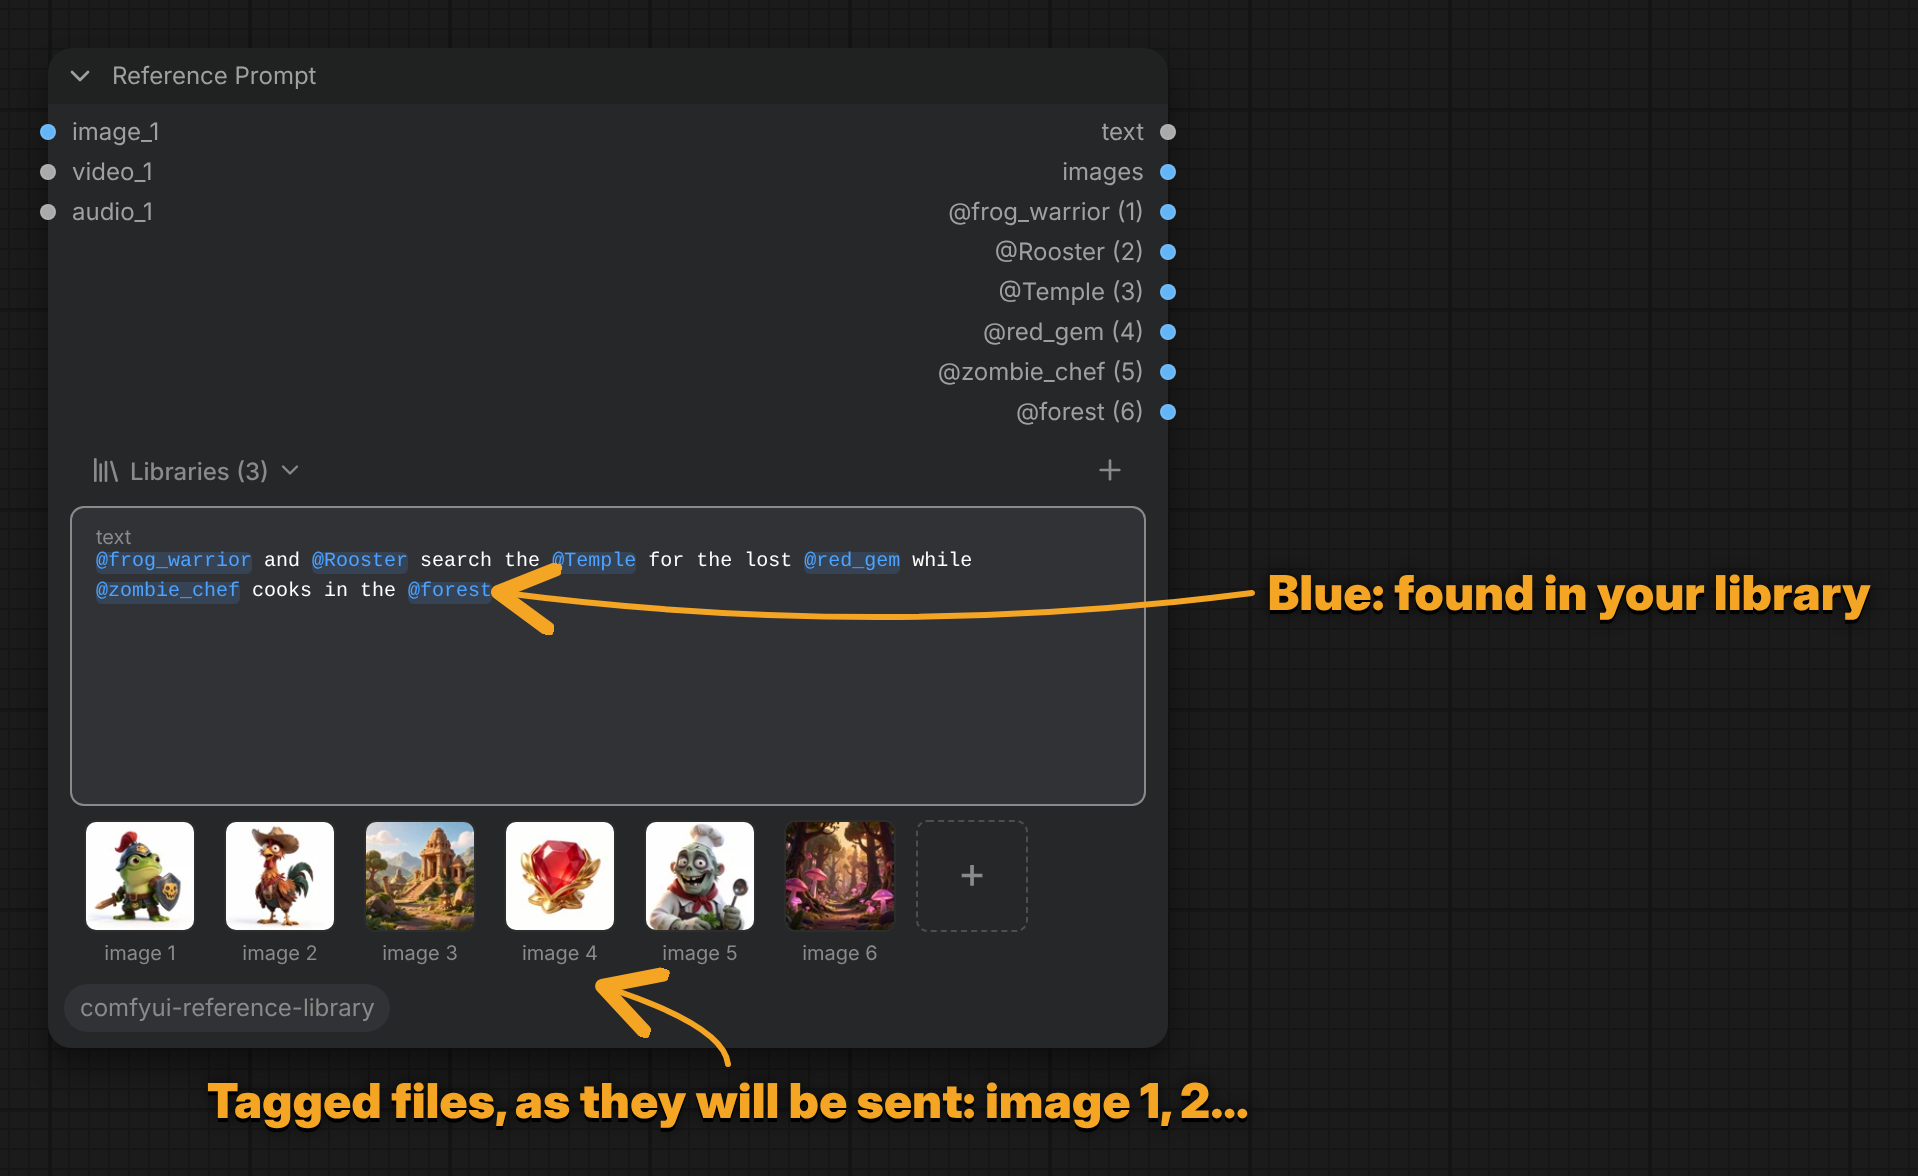 Reference Prompt
image_1
video_1
audio_1
text
images
@frog_warrior (1)
@Rooster (2)
@Temple (3)
@red_gem (4)
@zombie_chef (5)
@forest (6)
Libraries (3)
text
@frog_warrior and @Rooster search the @Temple for the lost @red_gem while
@zombie_chef cooks in the @forest
Blue: found in your library
image 1
image 2
image 3
image 4
image 5
image 6
comfyui-reference-library
Tagged files, as they will be sent: image 1, 2...